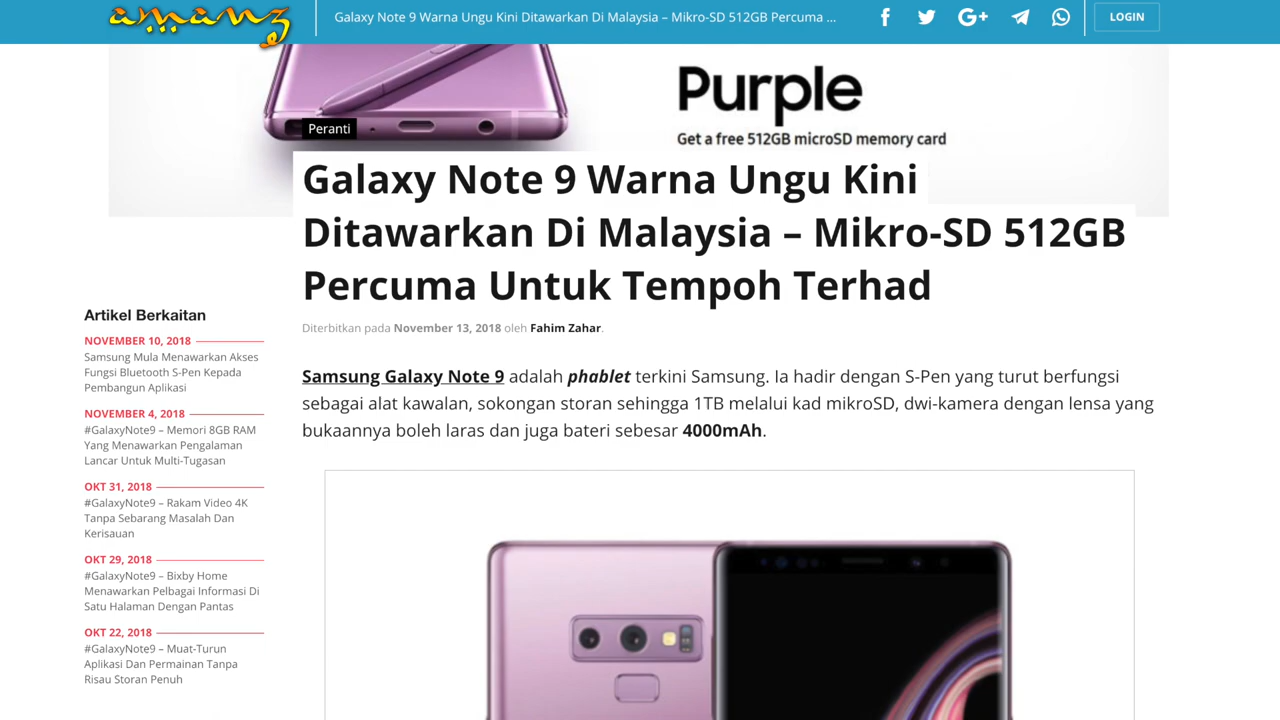 amanz
Galaxy Note 9 Warna Ungu Kini Ditawarkan Di Malaysia – Mikro-SD 512GB Percuma ...
LOGIN
Purple
Get a free 512GB microSD memory card
Peranti
Galaxy Note 9 Warna Ungu Kini
Ditawarkan Di Malaysia – Mikro-SD 512GB
Percuma Untuk Tempoh Terhad
Diterbitkan pada November 13, 2018 oleh Fahim Zahar.
Artikel Berkaitan
NOVEMBER 10, 2018
Samsung Mula Menawarkan Akses
Fungsi Bluetooth S-Pen Kepada
Pembangun Aplikasi
NOVEMBER 4, 2018
#GalaxyNote9 – Memori 8GB RAM
Yang Menawarkan Pengalaman
Lancar Untuk Multi-Tugasan
OKT 31, 2018
#GalaxyNote9 – Rakam Video 4K
Tanpa Sebarang Masalah Dan
Kerisauan
OKT 29, 2018
#GalaxyNote9 – Bixby Home
Menawarkan Pelbagai Informasi Di
Satu Halaman Dengan Pantas
OKT 22, 2018
#GalaxyNote9 – Muat-Turun
Aplikasi Dan Permainan Tanpa
Risau Storan Penuh
Samsung Galaxy Note 9 adalah phablet terkini Samsung. Ia hadir dengan S-Pen yang turut berfungsi
sebagai alat kawalan, sokongan storan sehingga 1TB melalui kad mikroSD, dwi-kamera dengan lensa yang
bukaannya boleh laras dan juga bateri sebesar 4000mAh.